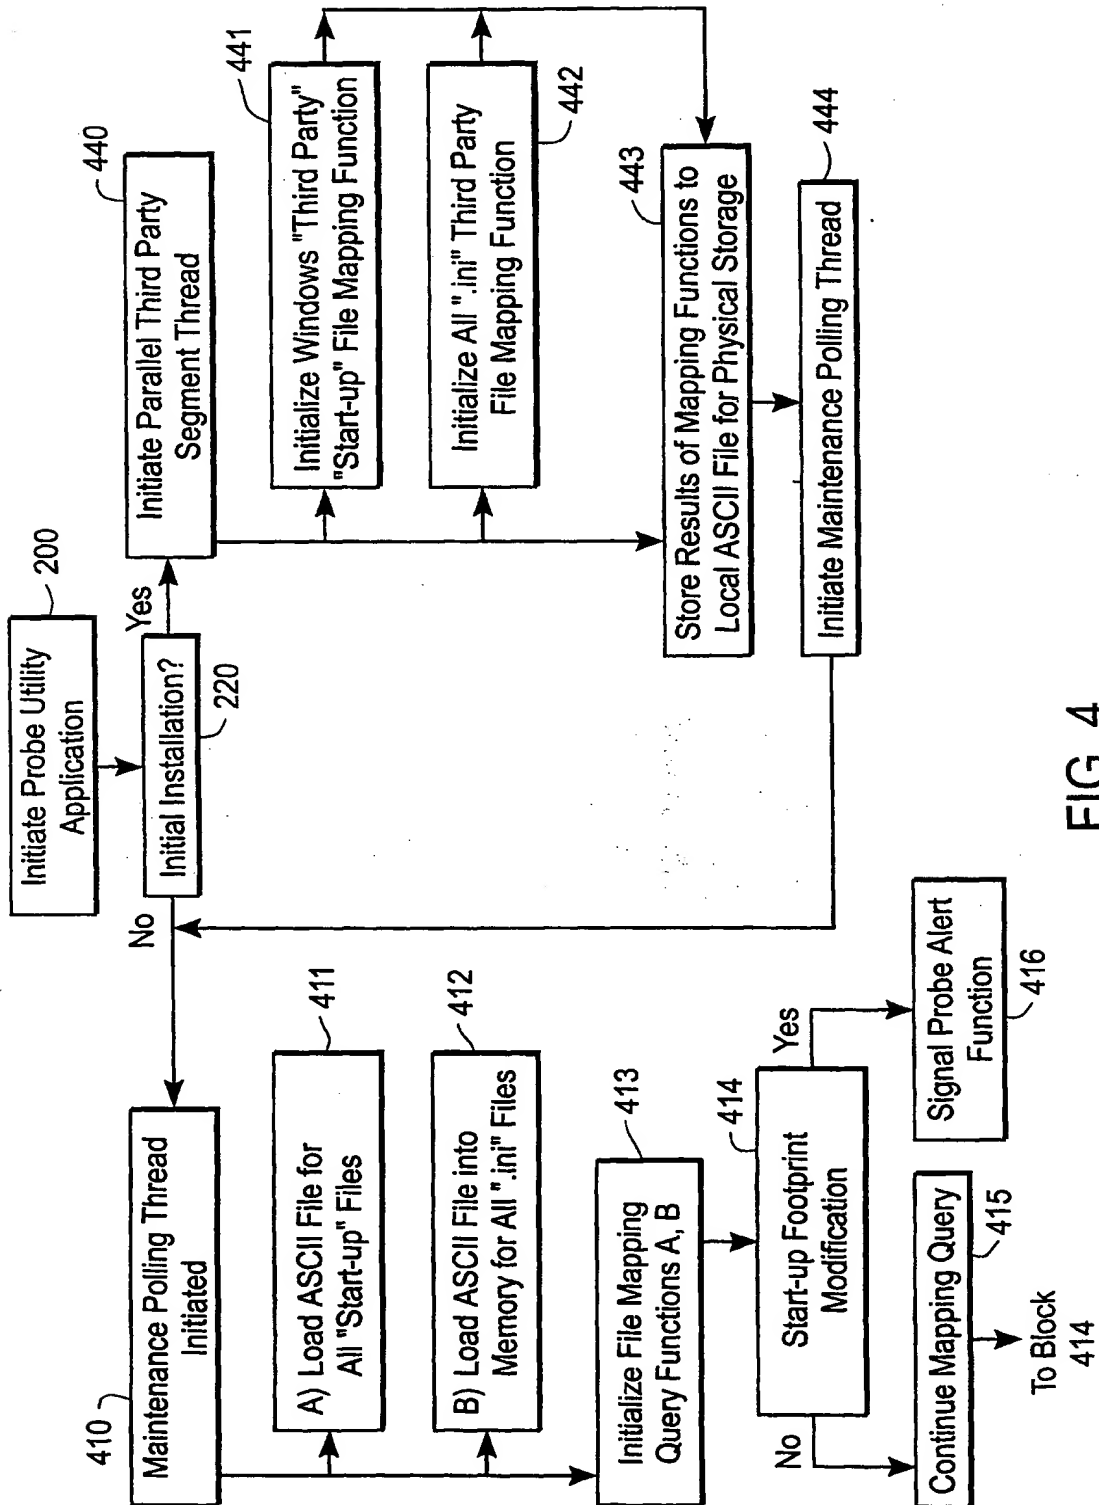 Initiate Probe Utility
Application
200
Initial Installation?
220
Yes
No
Initiate Parallel Third Party
Segment Thread
440
Initialize Windows "Third Party"
"Start-up" File Mapping Function
441
Initialize All ".ini" Third Party
File Mapping Function
442
Store Results of Mapping Functions to
Local ASCII File for Physical Storage
443
Initiate Maintenance Polling Thread
444
Maintenance Polling Thread
Initiated
410
A) Load ASCII File for
All "Start-up" Files
411
B) Load ASCII File into
Memory for All ".ini" Files
412
Initialize File Mapping
Query Functions A, B
413
Start-up Footprint
Modification
414
Yes
No
Signal Probe Alert
Function
416
Continue Mapping Query
415
To Block
414
FIG. 4